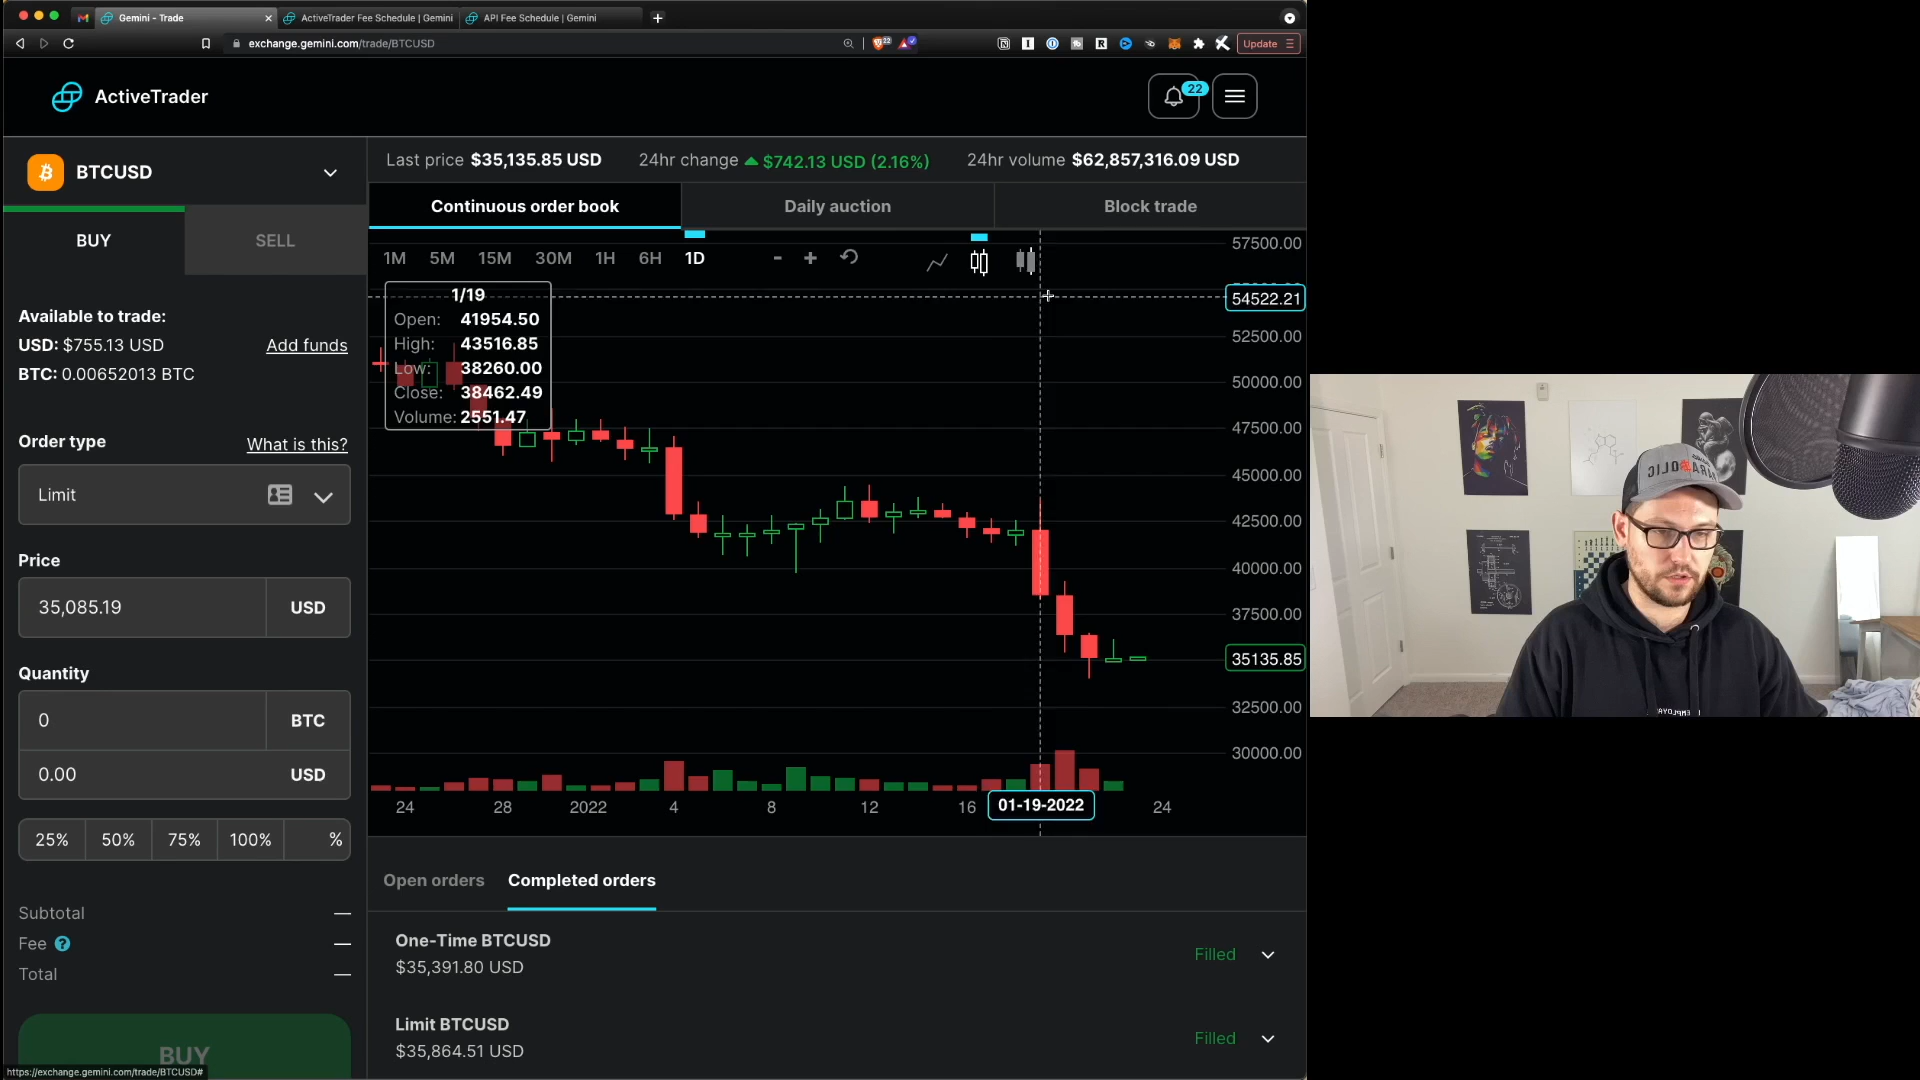 Gemini - Trade
ActiveTrader Fee Schedule | Gemini
API Fee Schedule | Gemini
exchange.gemini.com/trade/BTCUSD
Update
ActiveTrader
22
BTCUSD
Last price $35,135.85 USD
24hr change $742.13 USD (2.16%)
24hr volume $62,857,316.09 USD
Continuous order book
Daily auction
Block trade
BUY
SELL
1M 5M 15M 30M 1H 6H 1D
- +
57500.00
54522.21
52500.00
50000.00
47500.00
45000.00
42500.00
40000.00
37500.00
35135.85
32500.00
30000.00
1/19
Open: 41954.50
High: 43516.85
Low: 38260.00
Close: 38462.49
Volume: 2551.47
24 28 2022 4 8 12 16 01-19-2022 24
Available to trade:
USD: $755.13 USD
Add funds
BTC: 0.00652013 BTC
Order type
What is this?
Limit
Price
35,085.19 USD
Quantity
0 BTC
0.00 USD
25% 50% 75% 100% %
Subtotal —
Fee ? —
Total —
BUY
https://exchange.gemini.com/trade/BTCUSD#
Open orders
Completed orders
One-Time BTCUSD
$35,391.80 USD
Filled
Limit BTCUSD
$35,864.51 USD
Filled